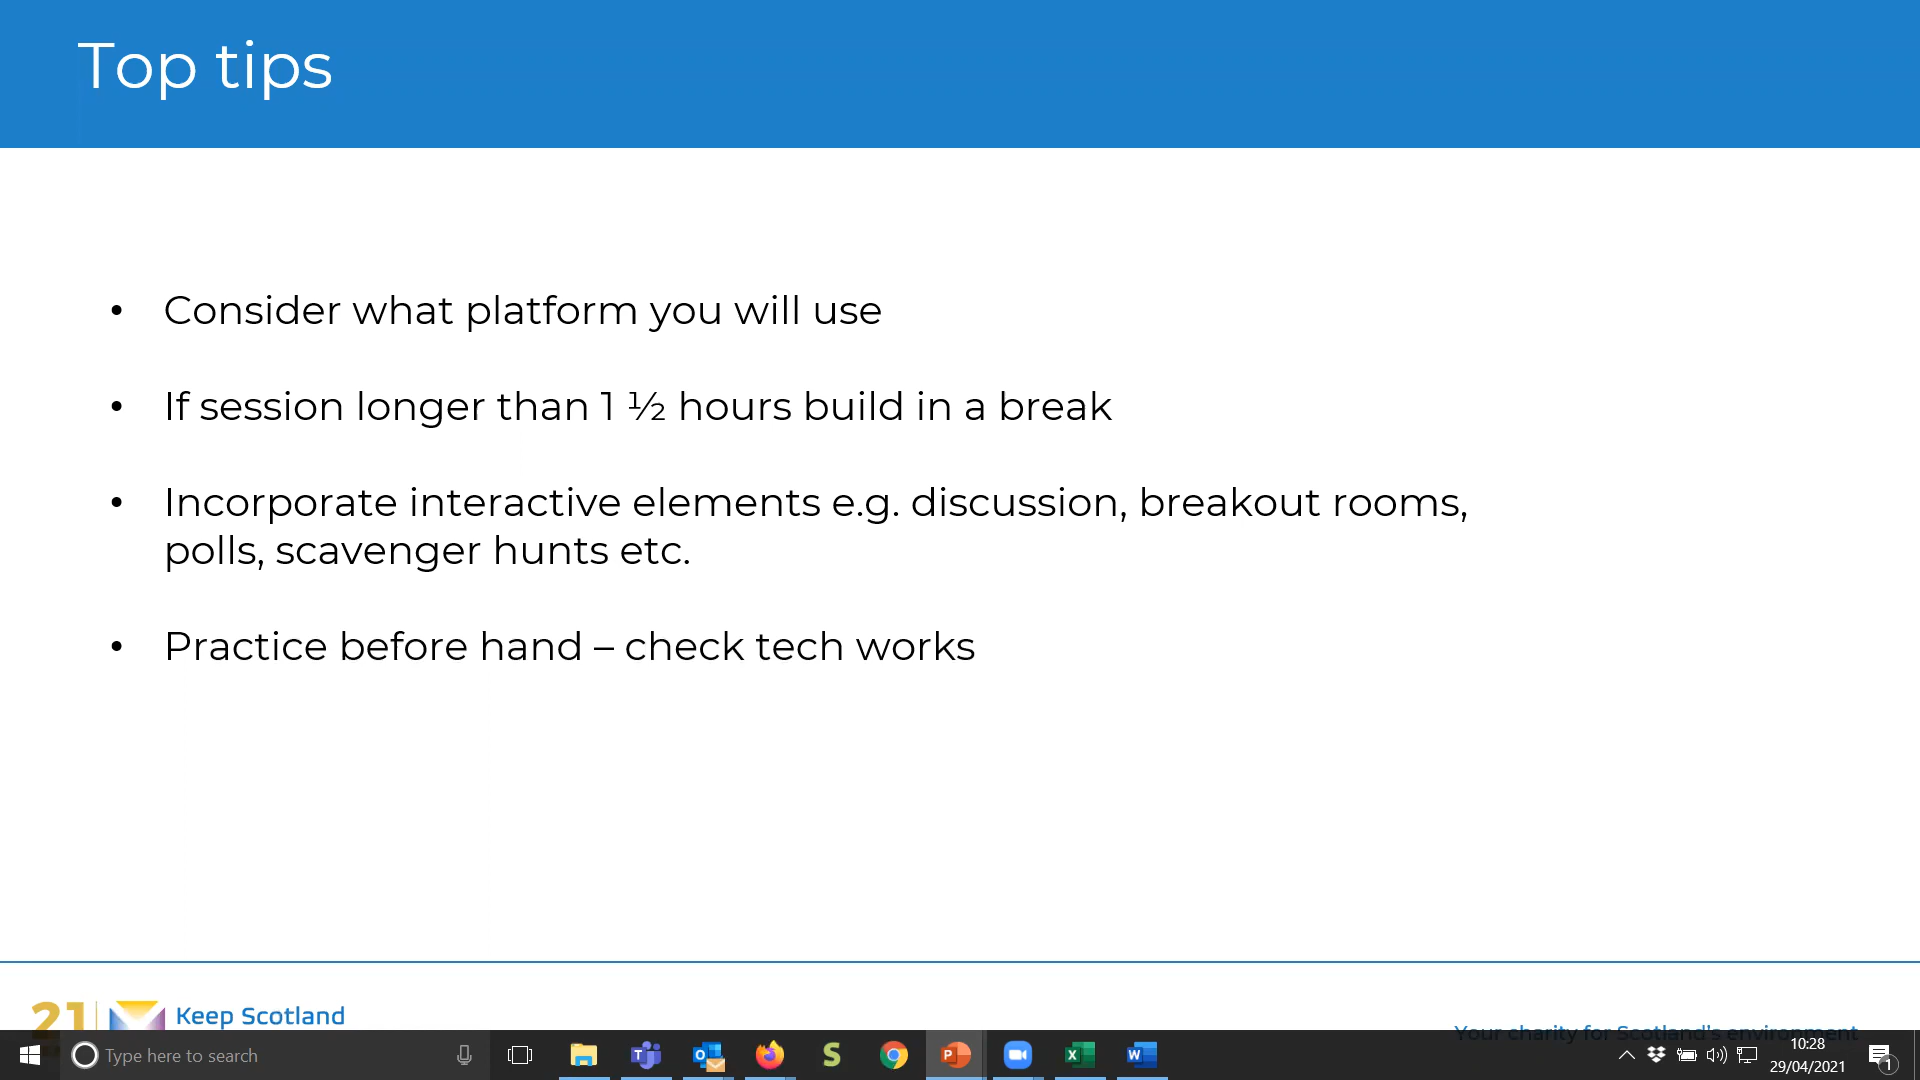 Top tips
• Consider what platform you will use
• If session longer than 1 ½ hours build in a break
• Incorporate interactive elements e.g. discussion, breakout rooms,
polls, scavenger hunts etc.
• Practice before hand – check tech works
21
Keep Scotland
Your charity for Scotland's environment
Type here to search
10:28
29/04/2021
1